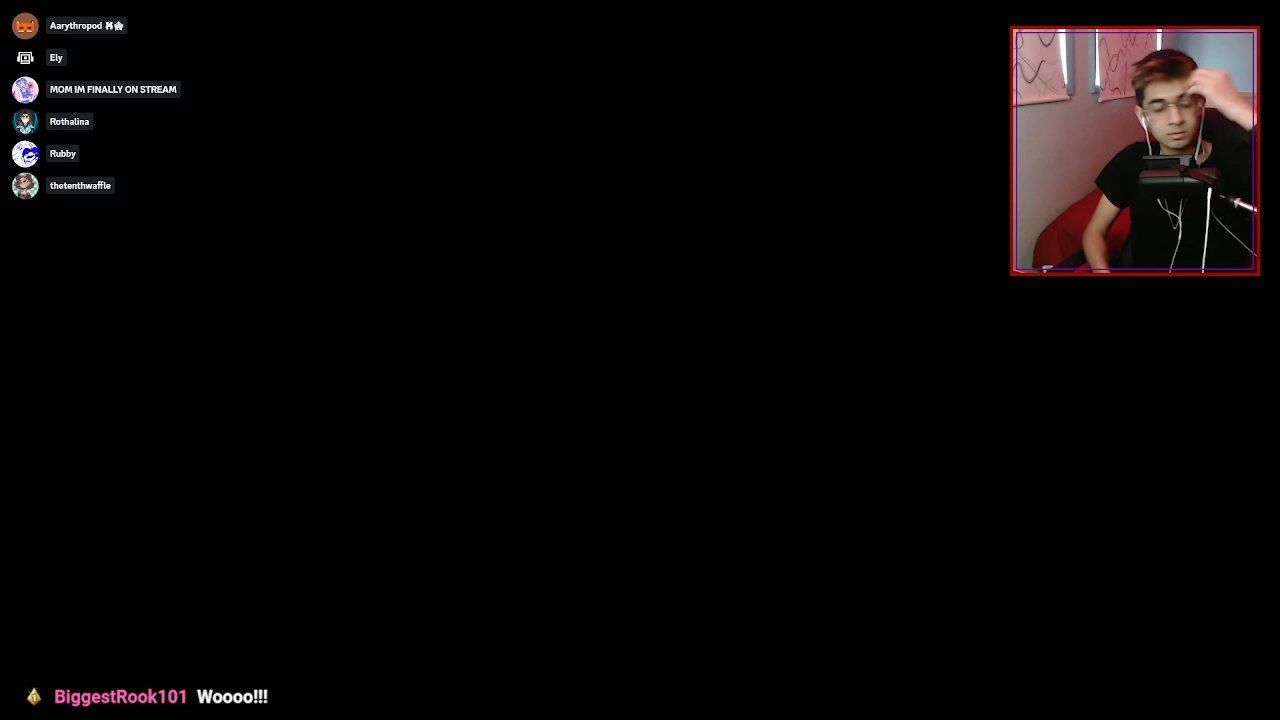 Aarythropod
Ely
MOM IM FINALLY ON STREAM
Rothalina
Rubby
thetenthwaffle
BiggestRook101 Woooo!!!